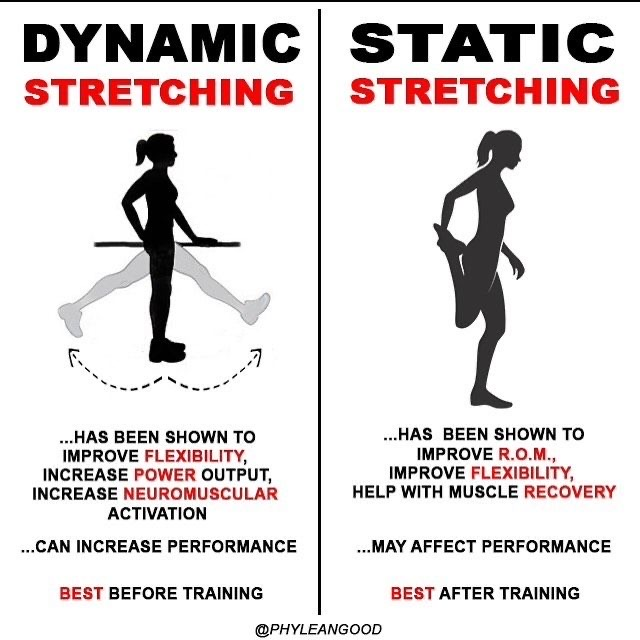 DYNAMIC
STRETCHING
...HAS BEEN SHOWN TO
IMPROVE FLEXIBILITY,
INCREASE POWER OUTPUT,
INCREASE NEUROMUSCULAR
ACTIVATION
...CAN INCREASE PERFORMANCE
BEST BEFORE TRAINING
STATIC
STRETCHING
...HAS BEEN SHOWN TO
IMPROVE R.O.M.,
IMPROVE FLEXIBILITY,
HELP WITH MUSCLE RECOVERY
...MAY AFFECT PERFORMANCE
BEST AFTER TRAINING
@PHYLEANGOOD